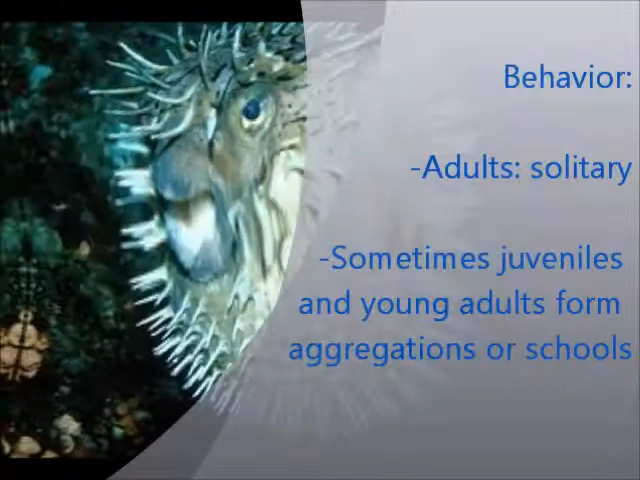 Behavior:
-Adults: solitary
-Sometimes juveniles
and young adults form
aggregations or schools